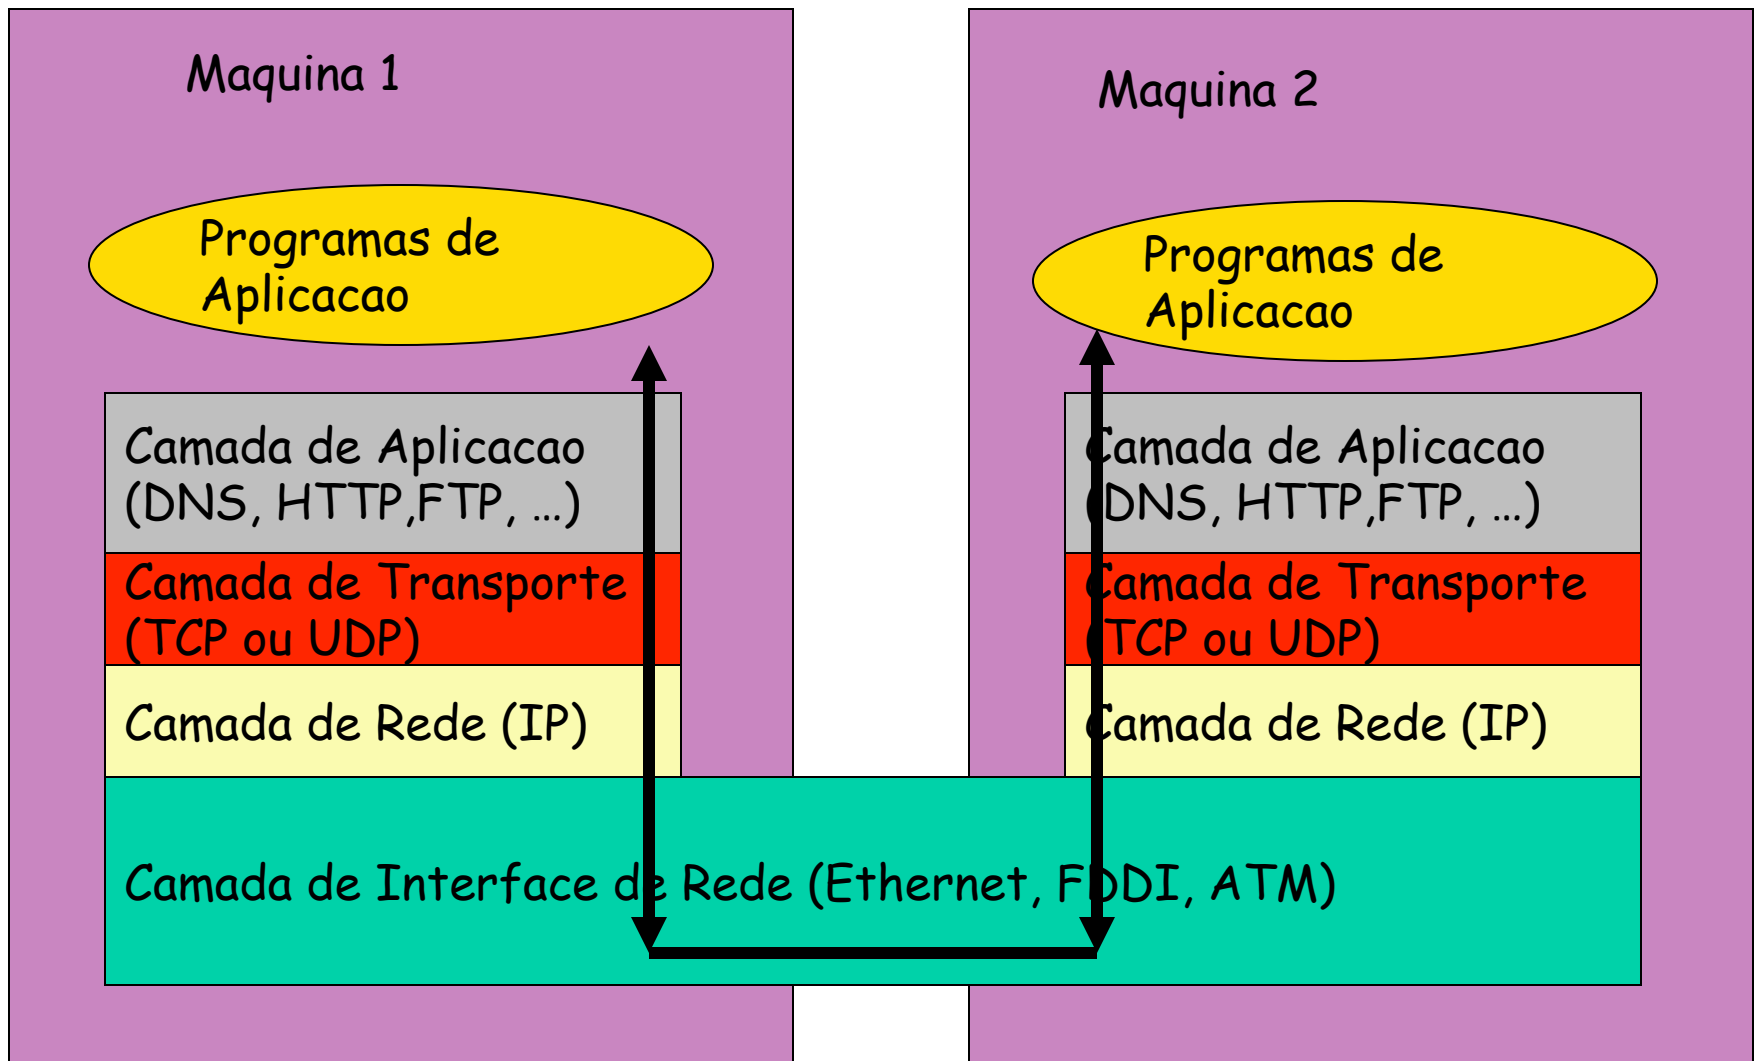 Maquina 1
Programas de
Aplicacao
Camada de Aplicacao
(DNS, HTTP,FTP, ...)
Camada de Transporte
(TCP ou UDP)
Camada de Rede (IP)
Maquina 2
Programas de
Aplicacao
Camada de Aplicacao
(DNS, HTTP,FTP, ...)
Camada de Transporte
(TCP ou UDP)
Camada de Rede (IP)
Camada de Interface de Rede (Ethernet, FDDI, ATM)